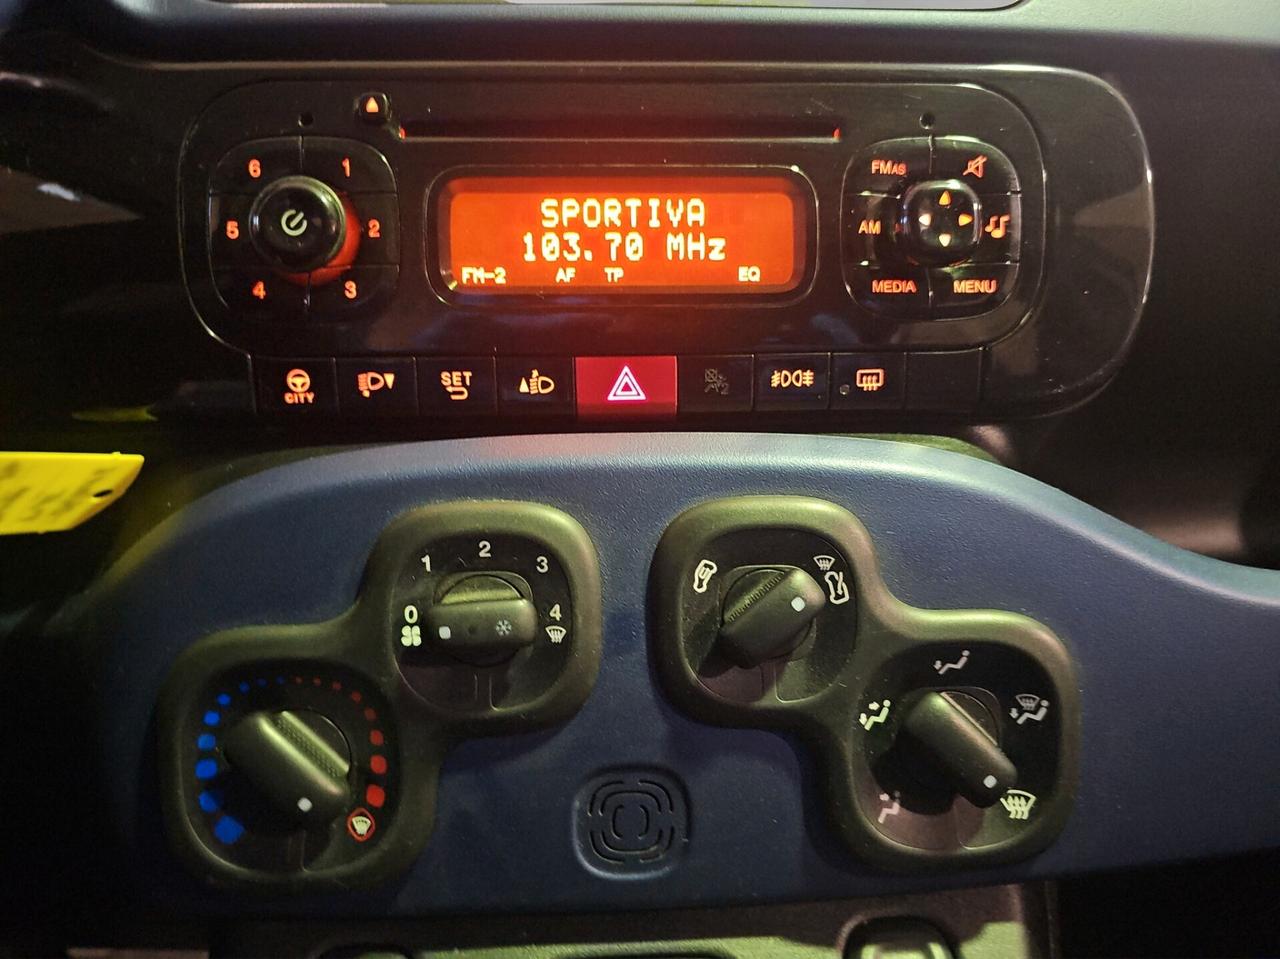 6 1
5 2
4 3
SPORTIVA
103.70 MHz
FM-2 AF TP EQ
FMAS
AM
MEDIA MENU
CITY
SET
0 1 2 3 4